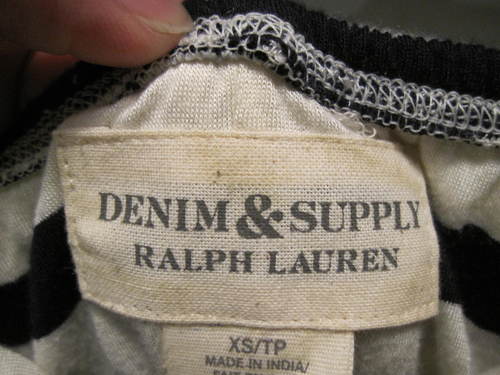 DENIM & SUPPLY
RALPH LAUREN
XS/TP
MADE IN INDIA/